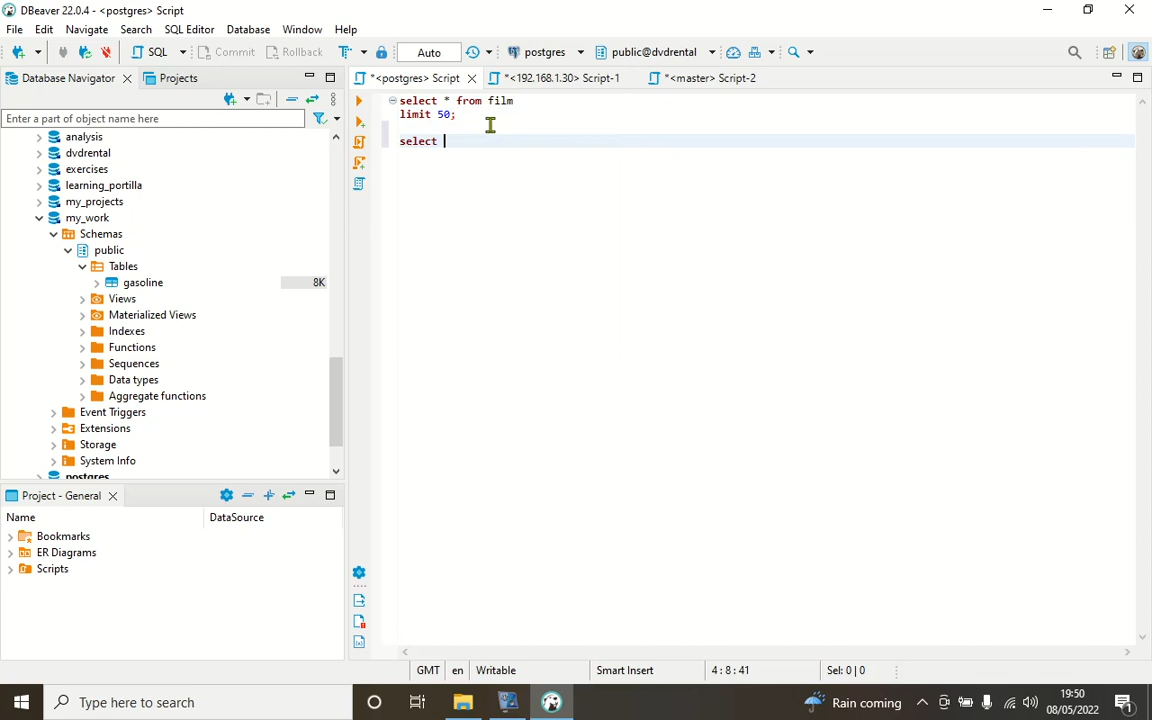 DBeaver 22.0.4 - <postgres> Script
File Edit Navigate Search SQL Editor Database Window Help
SQL Commit Rollback Auto postgres public@dvdrental
Database Navigator Projects
*<postgres> Script *<192.168.1.30> Script-1 *<master> Script-2
Enter a part of object name here
analysis
dvdrental
exercises
learning_portilla
my_projects
my_work
Schemas
public
Tables
gasoline 8K
Views
Materialized Views
Indexes
Functions
Sequences
Data types
Aggregate functions
Event Triggers
Extensions
Storage
System Info
postgres
select * from film
limit 50;
select
Project - General
Name DataSource
Bookmarks
ER Diagrams
Scripts
GMT en Writable Smart Insert 4 : 8 : 41 Sel: 0 | 0
Type here to search
Rain coming
19:50
08/05/2022
1